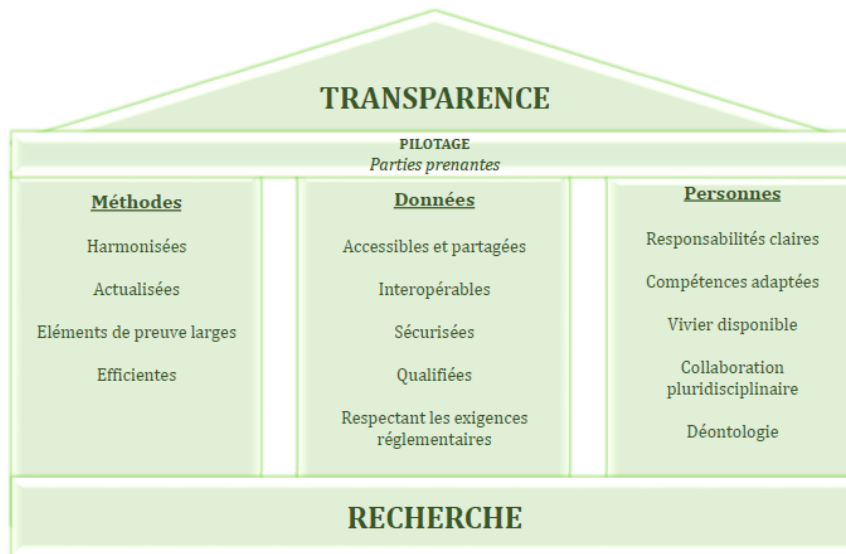 TRANSPARENCE
PILOTAGE
Parties prenantes
Méthodes
Harmonisées
Actualisées
Eléments de preuve larges
Efficientes
Données
Accessibles et partagées
Interopérables
Sécurisées
Qualifiées
Respectant les exigences
réglementaires
Personnes
Responsabilités claires
Compétences adaptées
Vivier disponible
Collaboration
pluridisciplinaire
Déontologie
RECHERCHE